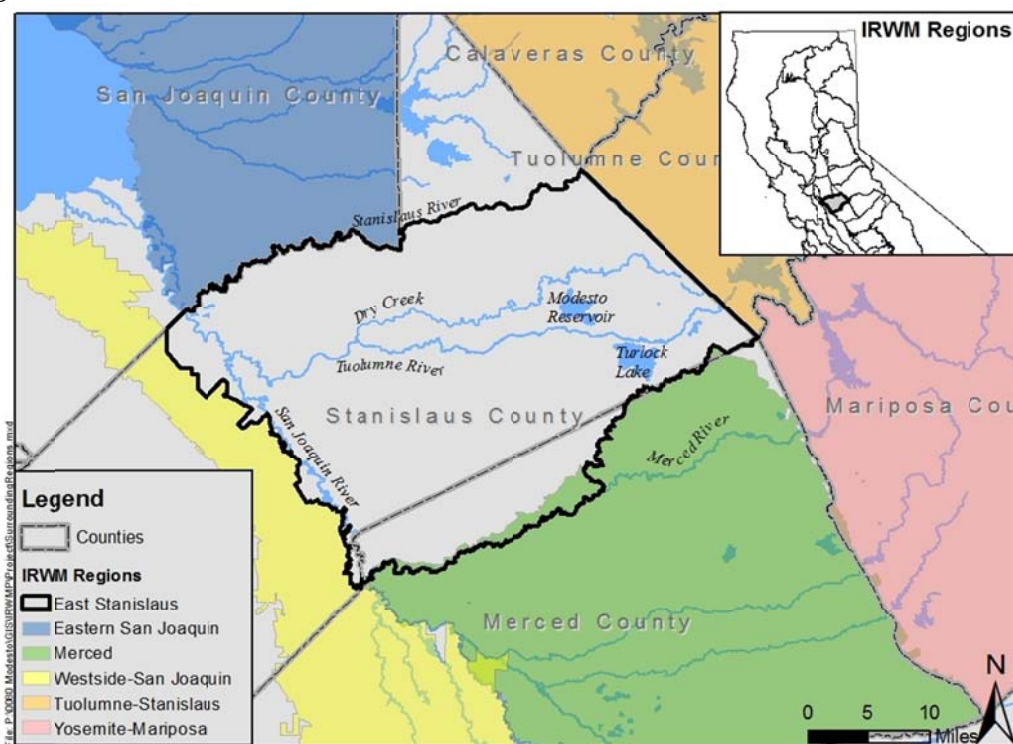 IRWM Regions
Calaveras County
San Joaquin County
Tuolumne Coun
Stanislaus River
Dry Creek
Modesto
Reservoir
Tuolumne River
Turlock
Lake
Stanislaus County
San Joaquin River
Merced River
Mariposa Cou
Merced County
Legend
Counties
IRWM Regions
East Stanislaus
Eastern San Joaquin
Merced
Westside-San Joaquin
Tuolumne-Stanislaus
Yosemite-Mariposa
N
0 5 10
Miles